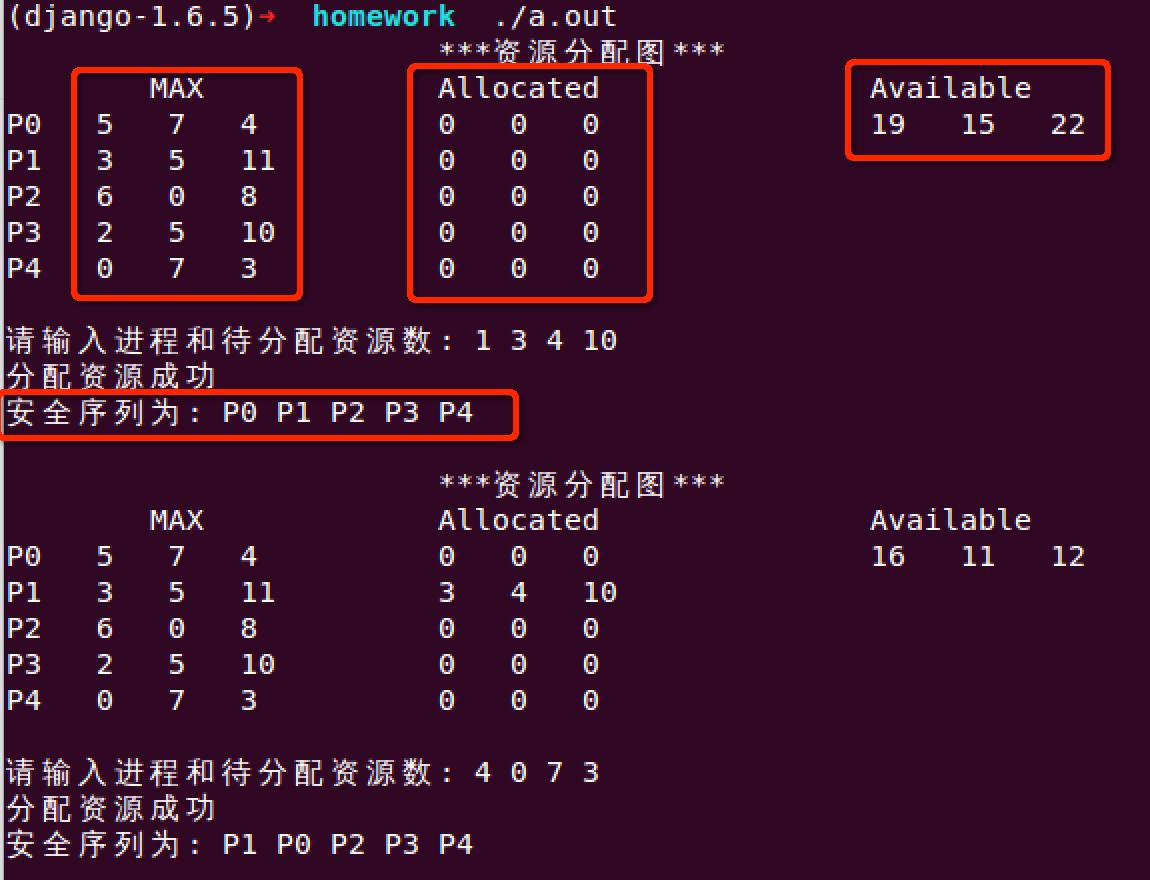 (django-1.6.5)➜ homework ./a.out
***资源分配图***
MAX Allocated Available
P0 5 7 4 0 0 0 19 15 22
P1 3 5 11 0 0 0
P2 6 0 8 0 0 0
P3 2 5 10 0 0 0
P4 0 7 3 0 0 0
请输入进程和待分配资源数: 1 3 4 10
分配资源成功
安全序列为: P0 P1 P2 P3 P4
***资源分配图***
MAX Allocated Available
P0 5 7 4 0 0 0 16 11 12
P1 3 5 11 3 4 10
P2 6 0 8 0 0 0
P3 2 5 10 0 0 0
P4 0 7 3 0 0 0
请输入进程和待分配资源数: 4 0 7 3
分配资源成功
安全序列为: P1 P0 P2 P3 P4